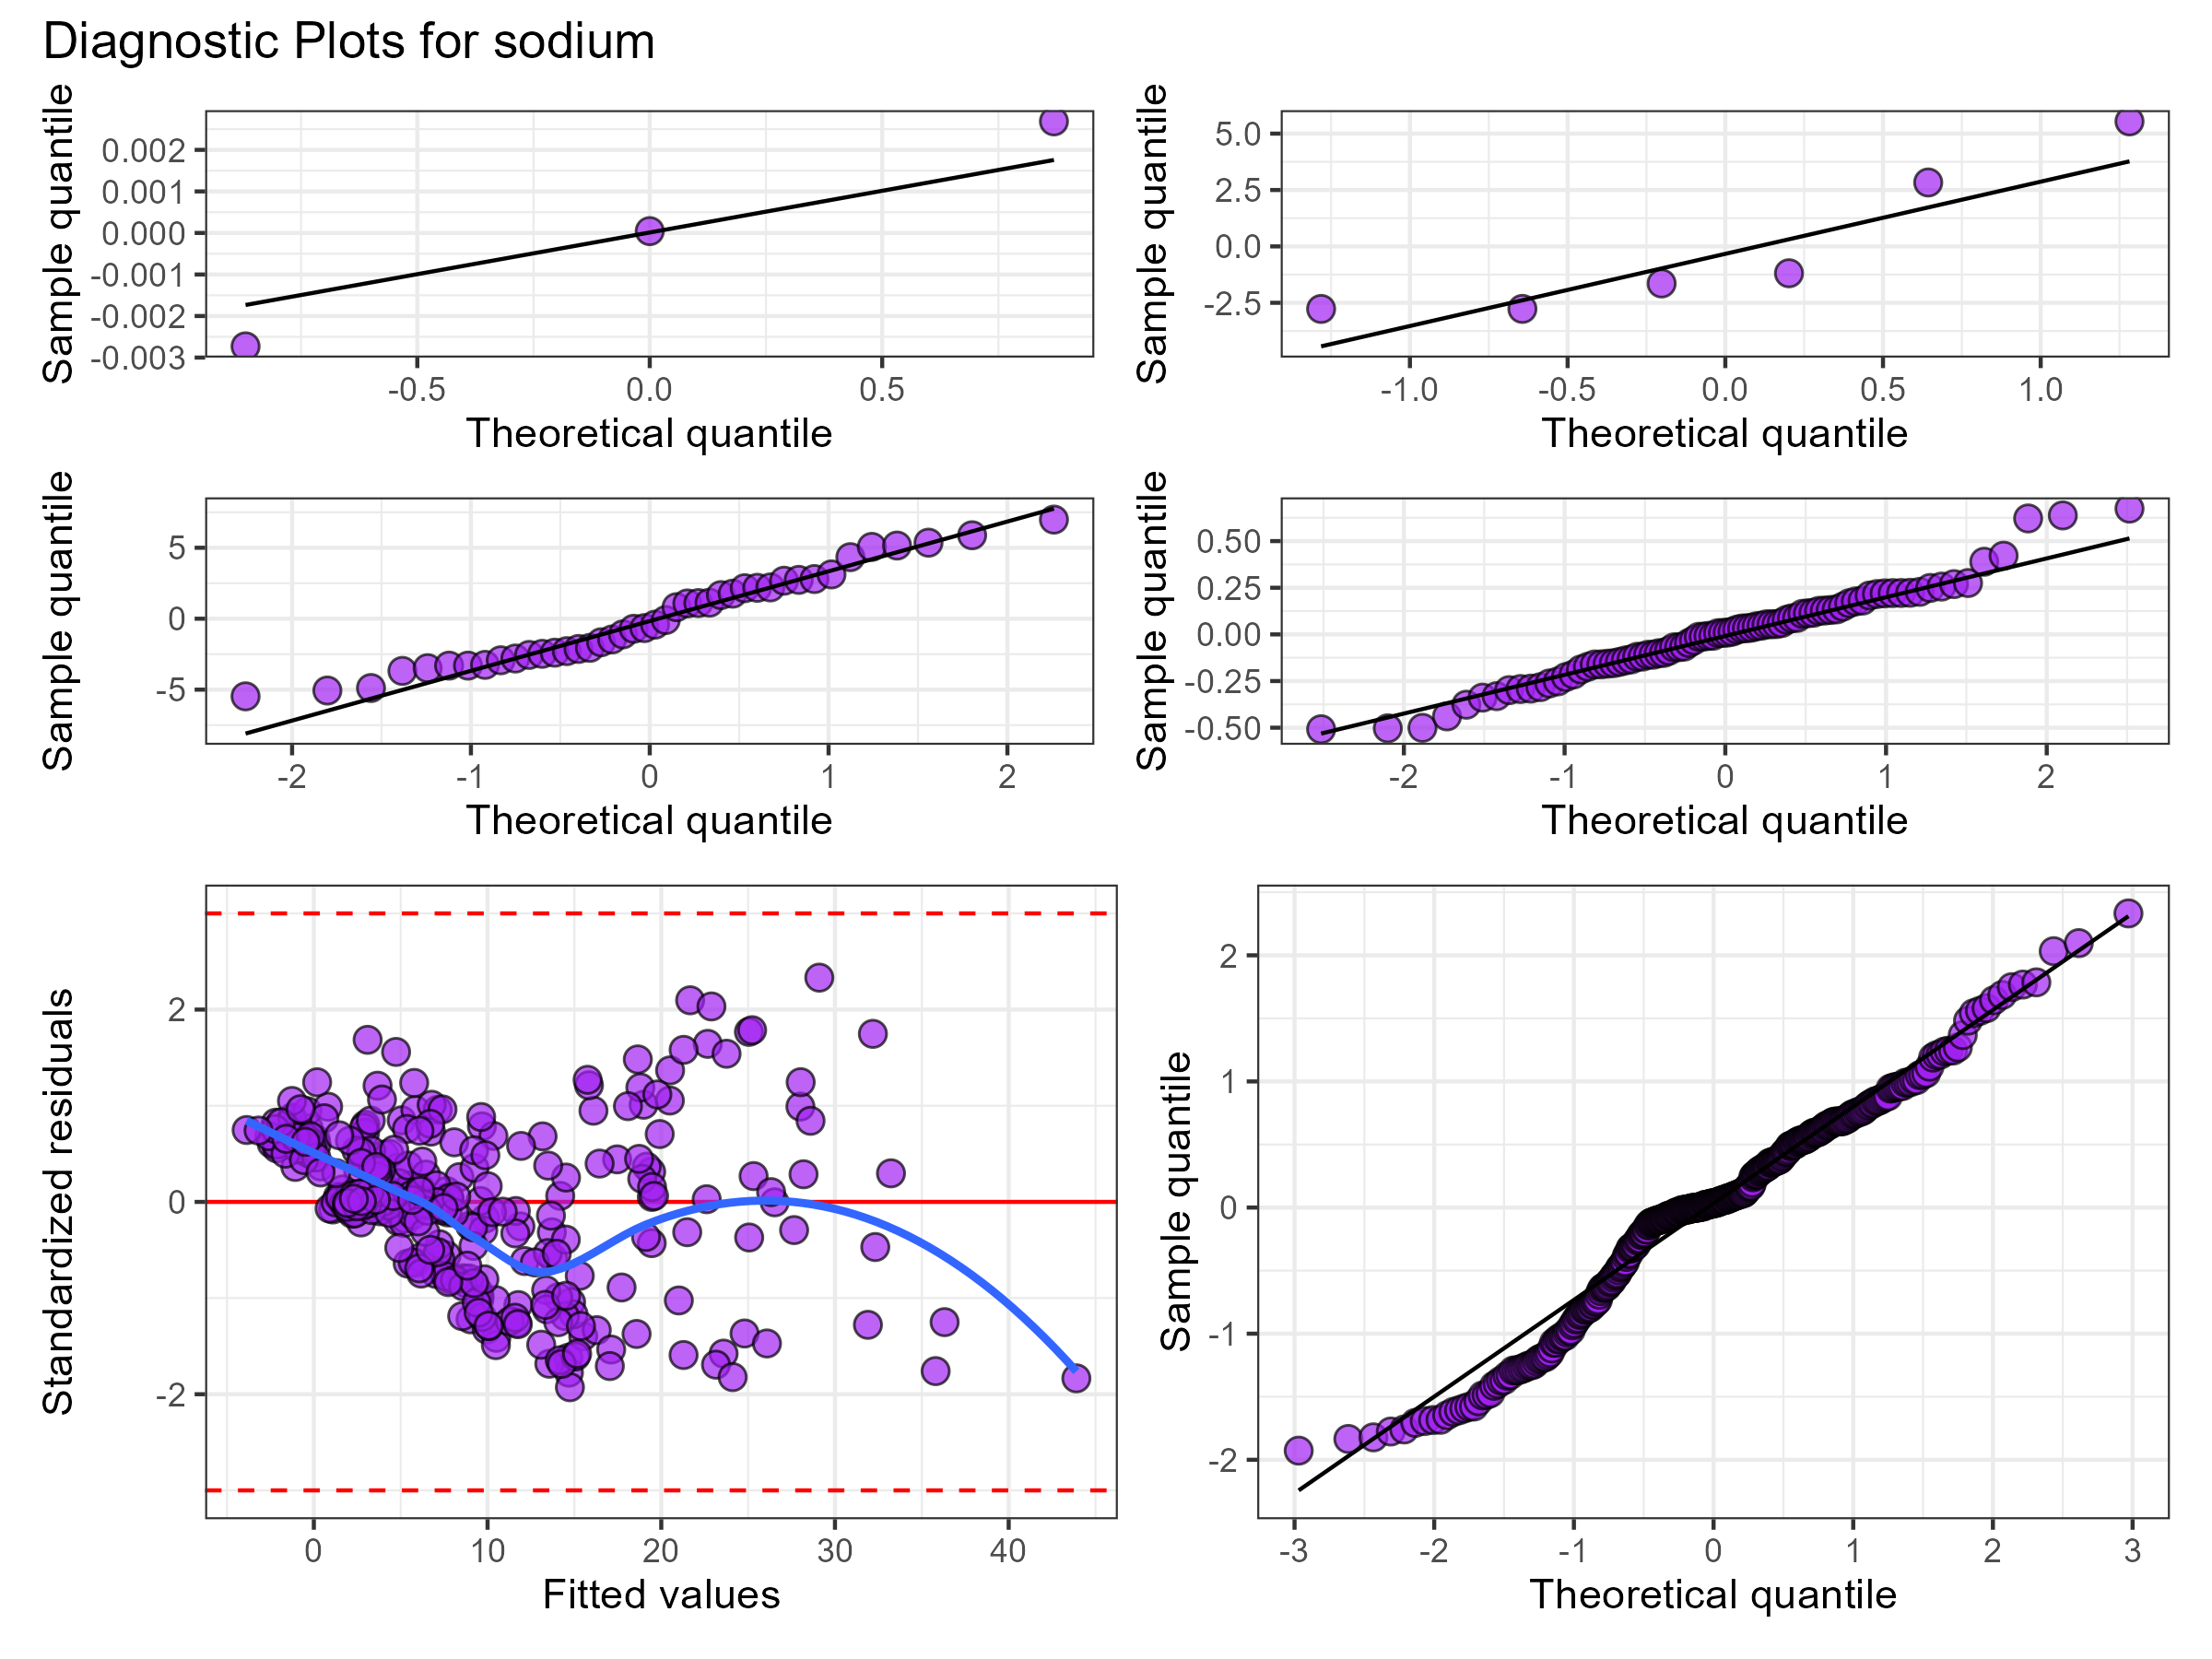 Diagnostic Plots for sodium
Sample quantile
0.002
0.001
0.000
-0.001
-0.002
-0.003
-0.5 0.0 0.5
Theoretical quantile
Sample quantile
5.0
2.5
0.0
-2.5
-1.0 -0.5 0.0 0.5 1.0
Theoretical quantile
Sample quantile
5
0
-5
-2 -1 0 1 2
Theoretical quantile
Sample quantile
0.50
0.25
0.00
-0.25
-0.50
-2 -1 0 1 2
Theoretical quantile
Standardized residuals
2
0
-2
0 10 20 30 40
Fitted values
Sample quantile
2
1
0
-1
-2
-3 -2 -1 0 1 2 3
Theoretical quantile